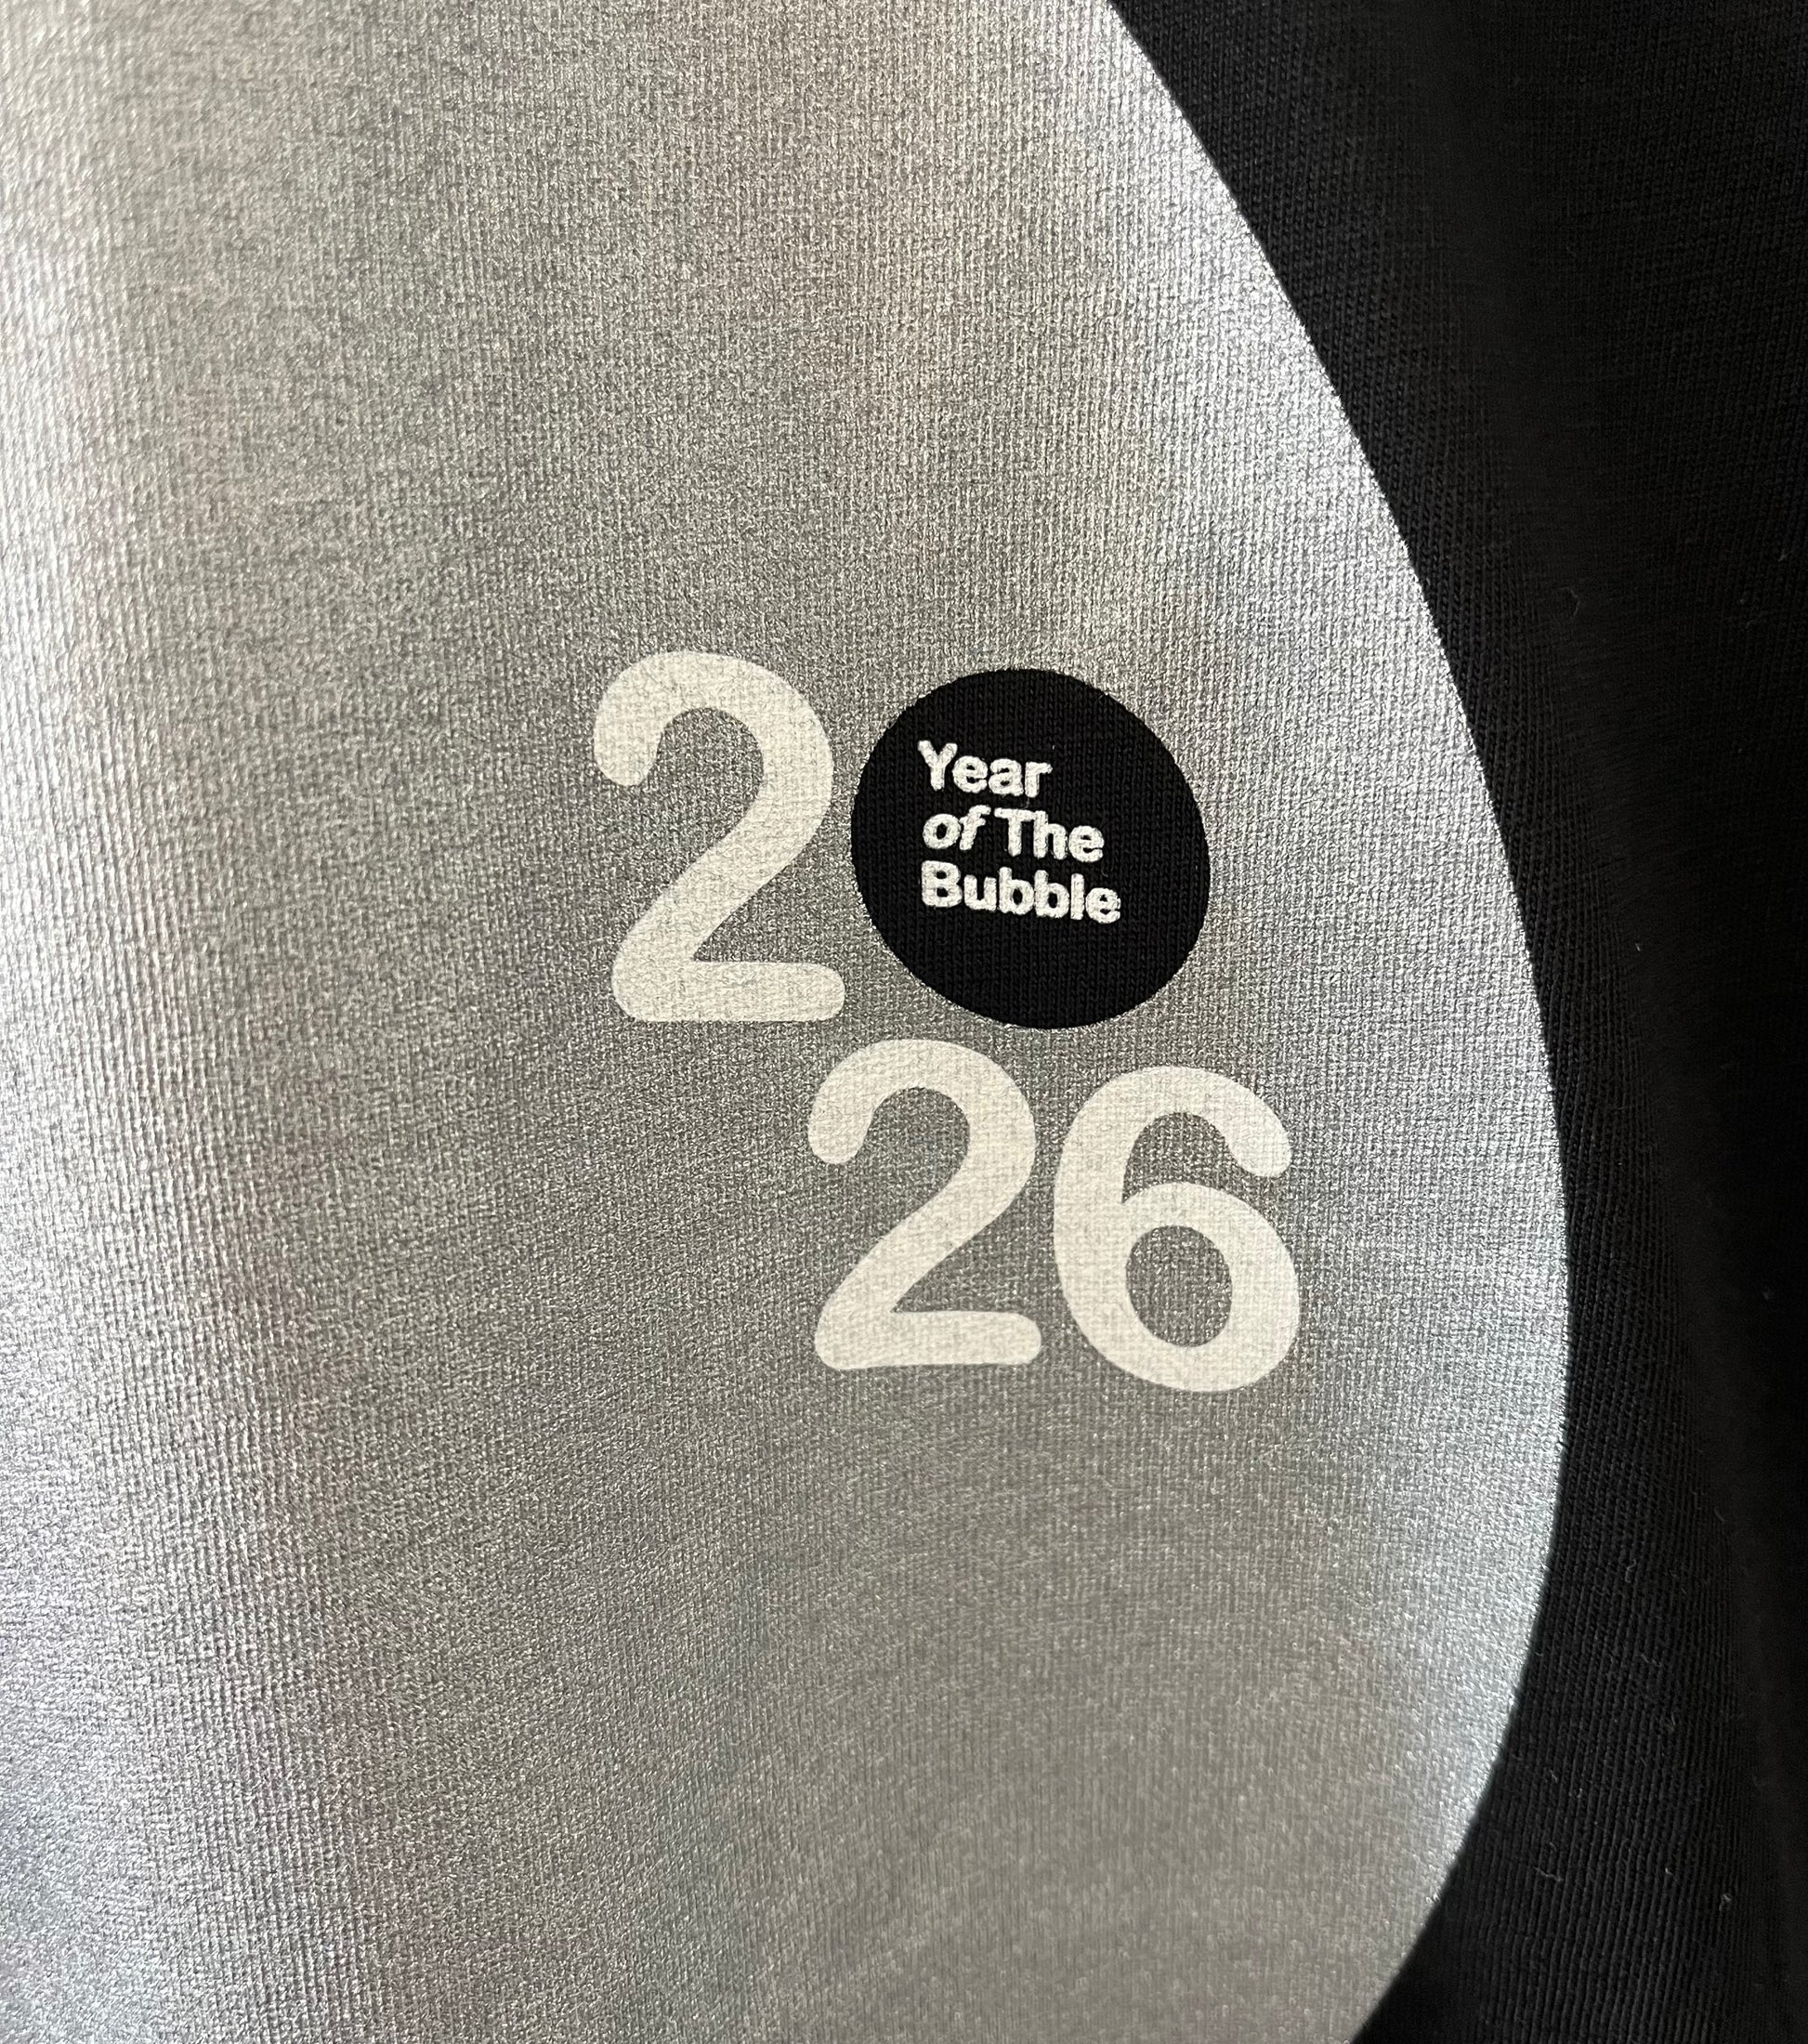 2
Year
of The
Bubble
26